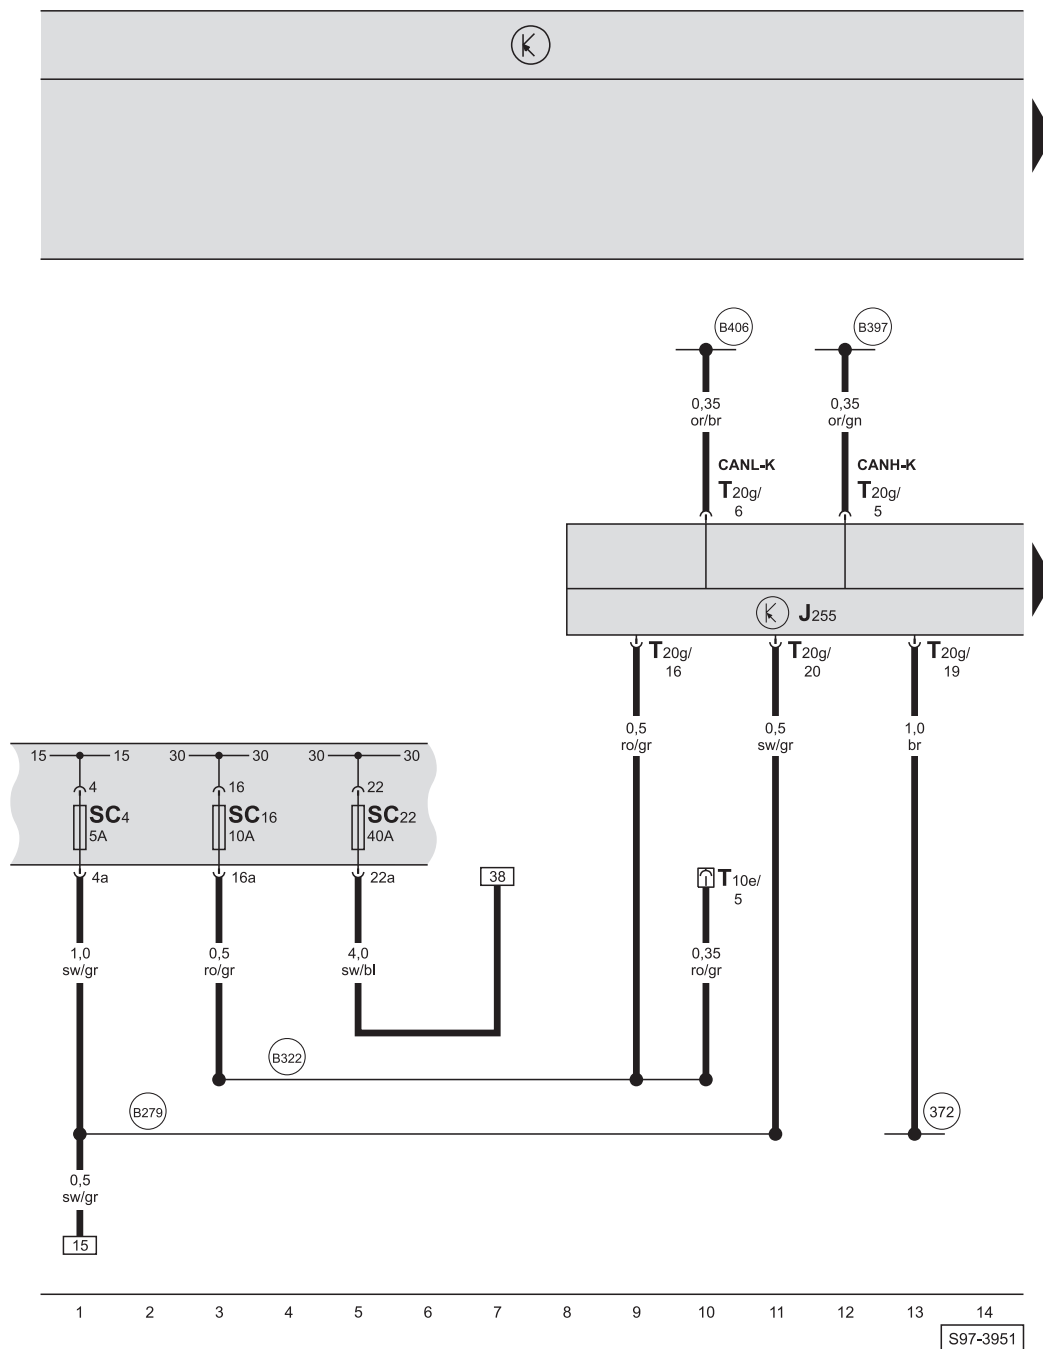 B406 B397
0,35 0,35
or/br or/gn
CANL-K CANH-K
T20g/ T20g/
6 5
J255
T20g/ T20g/ T20g/
16 20 19
0,5 0,5 1,0
ro/gr sw/gr br
15 15 30 30 30 30
4 16 22
SC4 SC16 SC22
5A 10A 40A
4a 16a 22a 38 T10e/
5
1,0 0,5 4,0 0,35
sw/gr ro/gr sw/bl ro/gr
B322
B279 372
0,5
sw/gr
15
1 2 3 4 5 6 7 8 9 10 11 12 13 14
S97-3951